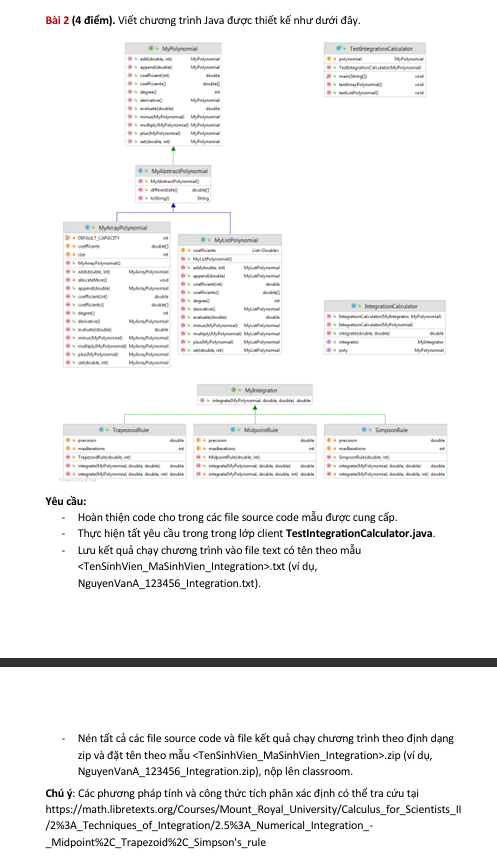 Bài 2 (4 điểm). Viết chương trình Java được thiết kế như dưới đây.
MyPolynomial
add(double, int) MyPolynomial
append(double) MyPolynomial
coefficient(int) double
coefficients() double[]
degree() int
derivative() MyPolynomial
evaluate(double) double
minus(MyPolynomial) MyPolynomial
multiply(MyPolynomial) MyPolynomial
plus(MyPolynomial) MyPolynomial
set(double, int) MyPolynomial
TestIntegrationCalculator
polynomial MyPolynomial
TestIntegrationCalculator(MyPolynomial)
main(String[]) void
testArrayPolynomial() void
testListPolynomial() void
MyAbstractPolynomial
MyAbstractPolynomial()
differentiate() double[]
toString() String
MyArrayPolynomial
DEFAULT_CAPACITY int
coefficents double[]
size int
MyArrayPolynomial()
add(double, int) MyArrayPolynomial
allocateMore() void
append(double) MyArrayPolynomial
coefficient(int) double
coefficients() double[]
degree() int
derivative() MyArrayPolynomial
evaluate(double) double
minus(MyPolynomial) MyArrayPolynomial
multiply(MyPolynomial) MyArrayPolynomial
plus(MyPolynomial) MyArrayPolynomial
set(double, int) MyArrayPolynomial
MyListPolynomial
coefficients List<Double>
MyListPolynomial()
add(double, int) MyListPolynomial
append(double) MyListPolynomial
coefficient(int) double
coefficients() double[]
degree() int
derivative() MyListPolynomial
evaluate(double) double
minus(MyPolynomial) MyListPolynomial
multiply(MyPolynomial) MyListPolynomial
plus(MyPolynomial) MyListPolynomial
set(double, int) MyListPolynomial
IntegrationCalculator
IntegrationCalculator(MyIntegrator, MyPolynomial)
IntegrationCalculator(MyPolynomial)
integrate(double, double) double
integrator MyIntegrator
poly MyPolynomial
MyIntegrator
integrate(MyPolynomial, double, double) double
TrapezoidRule
precision double
maxIterations int
TrapezoidRule(double, int)
integrate(MyPolynomial, double, double) double
integrate(MyPolynomial, double, double, int) double
MidpointRule
precision double
maxIterations int
MidpointRule(double, int)
integrate(MyPolynomial, double, double) double
integrate(MyPolynomial, double, double, int) double
SimpsonRule
precision double
maxIterations int
SimpsonRule(double, int)
integrate(MyPolynomial, double, double) double
integrate(MyPolynomial, double, double, int) double
Yêu cầu:
- Hoàn thiện code cho trong các file source code mẫu được cung cấp.
- Thực hiện tất yêu cầu trong trong lớp client TestIntegrationCalculator.java.
- Lưu kết quả chạy chương trình vào file text có tên theo mẫu
<TenSinhVien_MaSinhVien_Integration>.txt (ví dụ,
NguyenVanA_123456_Integration.txt).
- Nén tất cả các file source code và file kết quả chạy chương trình theo định dạng
zip và đặt tên theo mẫu <TenSinhVien_MaSinhVien_Integration>.zip (ví dụ,
NguyenVanA_123456_Integration.zip), nộp lên classroom.
Chú ý: Các phương pháp tính và công thức tích phân xác định có thể tra cứu tại
https://math.libretexts.org/Courses/Mount_Royal_University/Calculus_for_Scientists_II
/2%3A_Techniques_of_Integration/2.5%3A_Numerical_Integration_-
_Midpoint%2C_Trapezoid%2C_Simpson's_rule